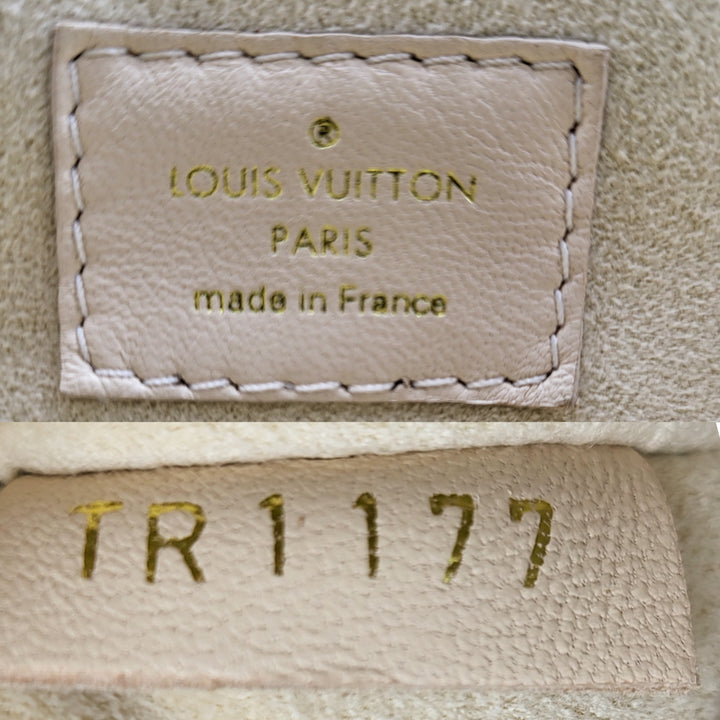 ®
LOUIS VUITTON
PARIS
made in France
TR1177